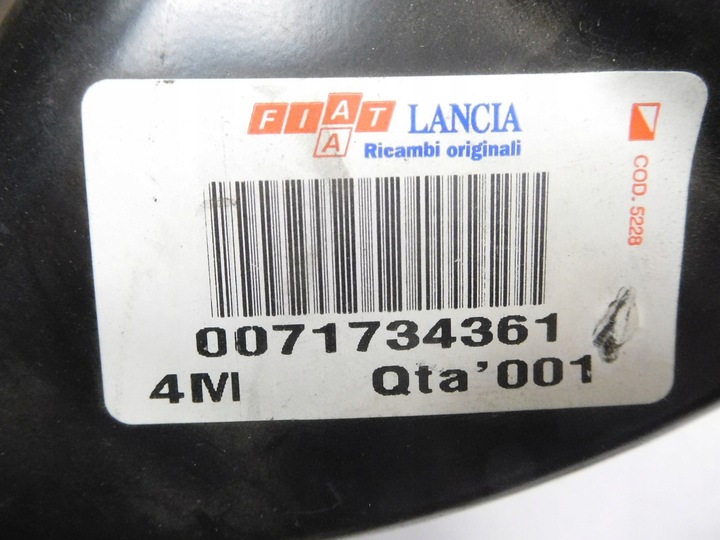 FIAT LANCIA
A
Ricambi originali
COD. 5228
0071734361
4M Qta'001